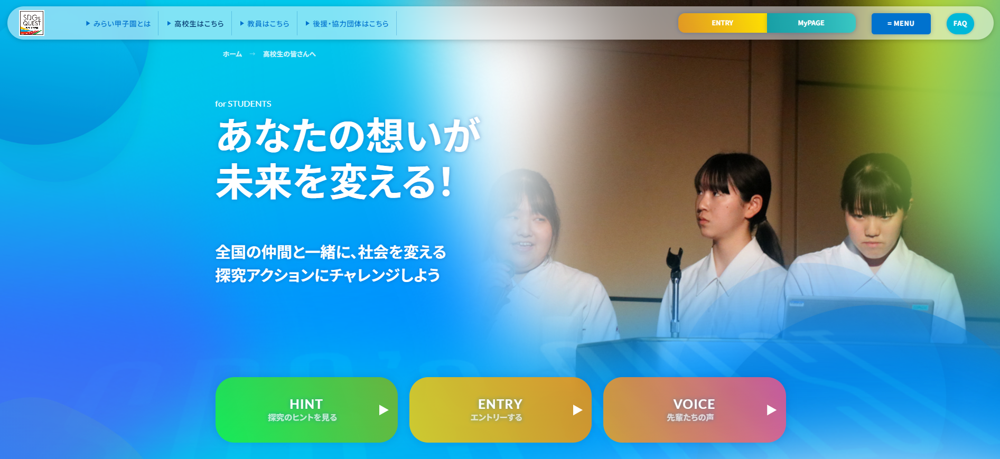 SDGs
QUEST
みらい甲子園とは
高校生はこちら
教員はこちら
後援・協力団体はこちら
ENTRY
MyPAGE
= MENU
FAQ
ホーム → 高校生の皆さんへ
for STUDENTS
あなたの想いが
未来を変える!
全国の仲間と一緒に、社会を変える
探究アクションにチャレンジしよう
HINT
探究のヒントを見る
ENTRY
エントリーする
VOICE
先輩たちの声